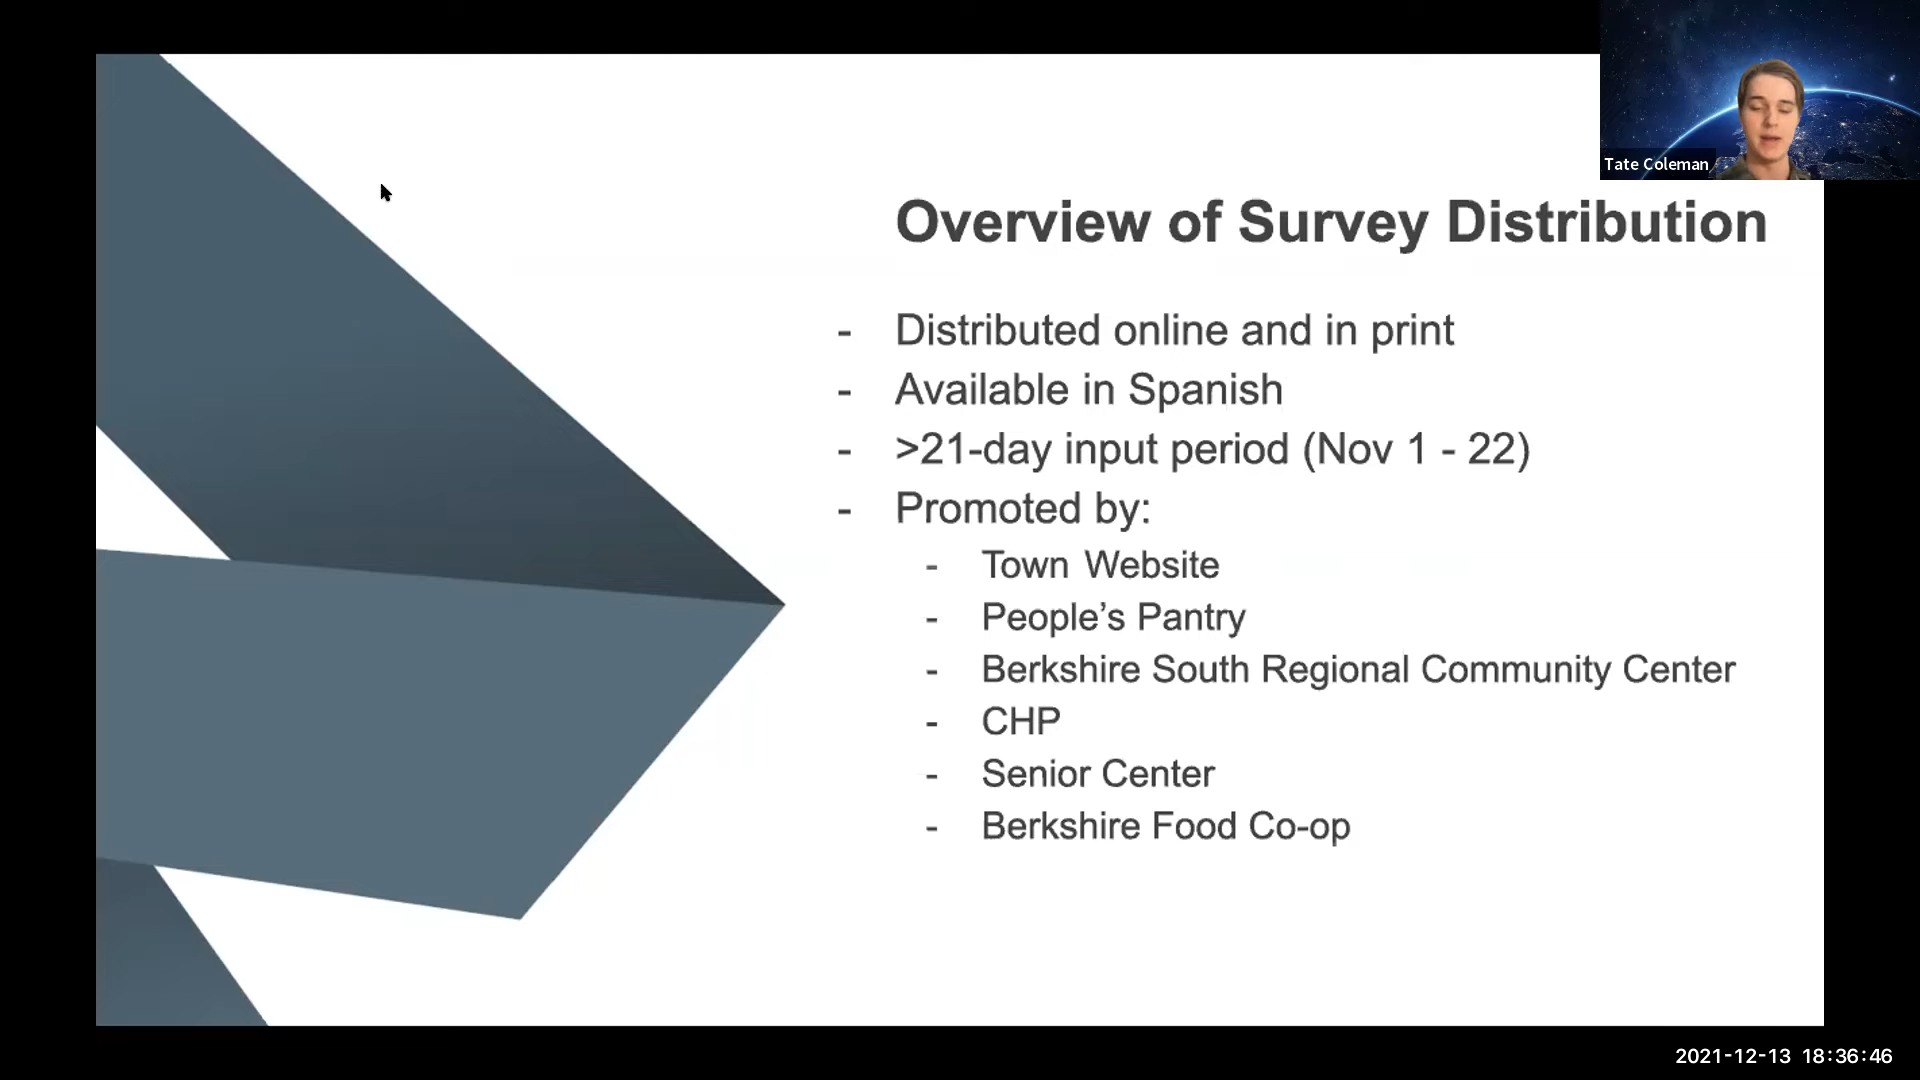 Tate Coleman
Overview of Survey Distribution
- Distributed online and in print
- Available in Spanish
- >21-day input period (Nov 1 - 22)
- Promoted by:
- Town Website
- People’s Pantry
- Berkshire South Regional Community Center
- CHP
- Senior Center
- Berkshire Food Co-op
2021-12-13 18:36:46